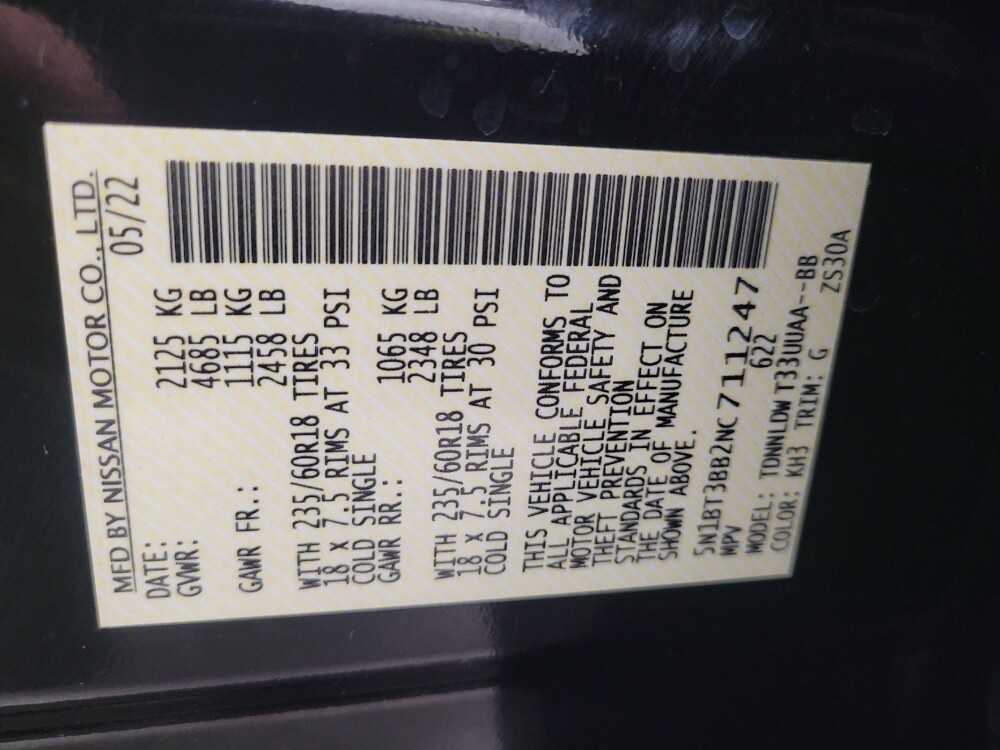 MFD BY NISSAN MOTOR CO., LTD.
DATE: 05/22
GVWR: 2125 KG
4685 LB
GAWR FR.: 1115 KG
2458 LB
WITH 235/60R18 TIRES
18 x 7.5 RIMS AT 33 PSI
COLD SINGLE
GAWR RR.: 1065 KG
2348 LB
WITH 235/60R18 TIRES
18 x 7.5 RIMS AT 30 PSI
COLD SINGLE
THIS VEHICLE CONFORMS TO
ALL APPLICABLE FEDERAL
MOTOR VEHICLE SAFETY AND
THEFT PREVENTION
STANDARDS IN EFFECT ON
THE DATE OF MANUFACTURE
SHOWN ABOVE.
5N1BT3BB2NC711247
MPV 622
MODEL: TDNNLDWT33UUAA--BB
COLOR: KH3 TRIM: G ZS30A